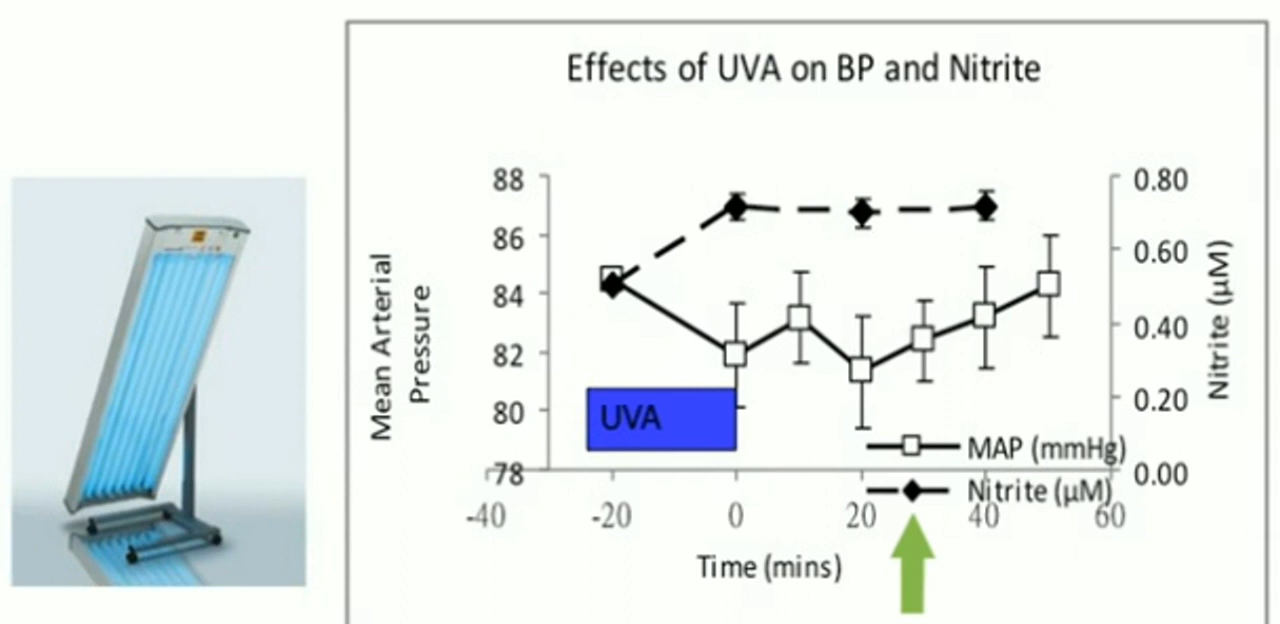 Effects of UVA on BP and Nitrite
88
86
84
82
80
78
Mean Arterial
Pressure
0.80
0.60
0.40
0.20
0.00
Nitrite (µM)
UVA
MAP (mmHg)
Nitrite (µM)
-40 -20 0 20 40 60
Time (mins)